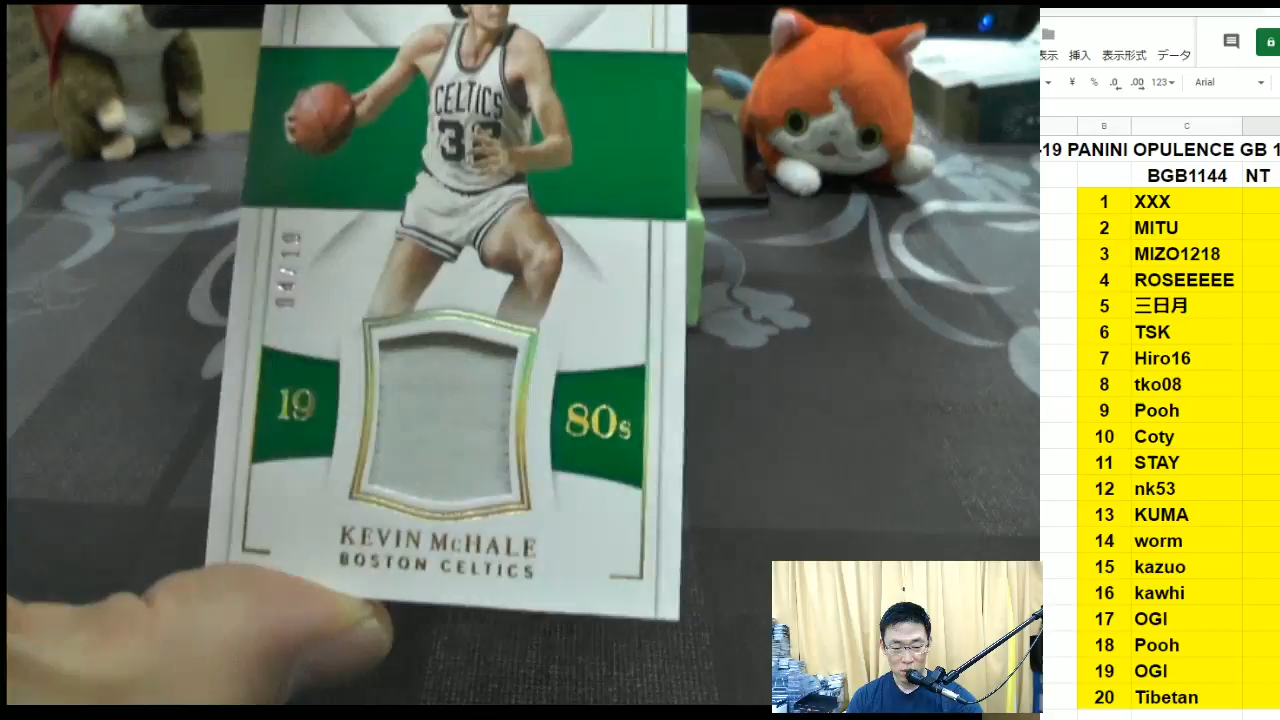 CELTICS
04/19
19
80s
KEVIN McHALE
BOSTON CELTICS
表示 挿入 表示形式 データ
¥ % .0 .00 123 Arial
B C
-19 PANINI OPULENCE GB 1
BGB1144 NT
1 XXX
2 MITU
3 MIZO1218
4 ROSEEEEE
5 三日月
6 TSK
7 Hiro16
8 tko08
9 Pooh
10 Coty
11 STAY
12 nk53
13 KUMA
14 worm
15 kazuo
16 kawhi
17 OGI
18 Pooh
19 OGI
20 Tibetan